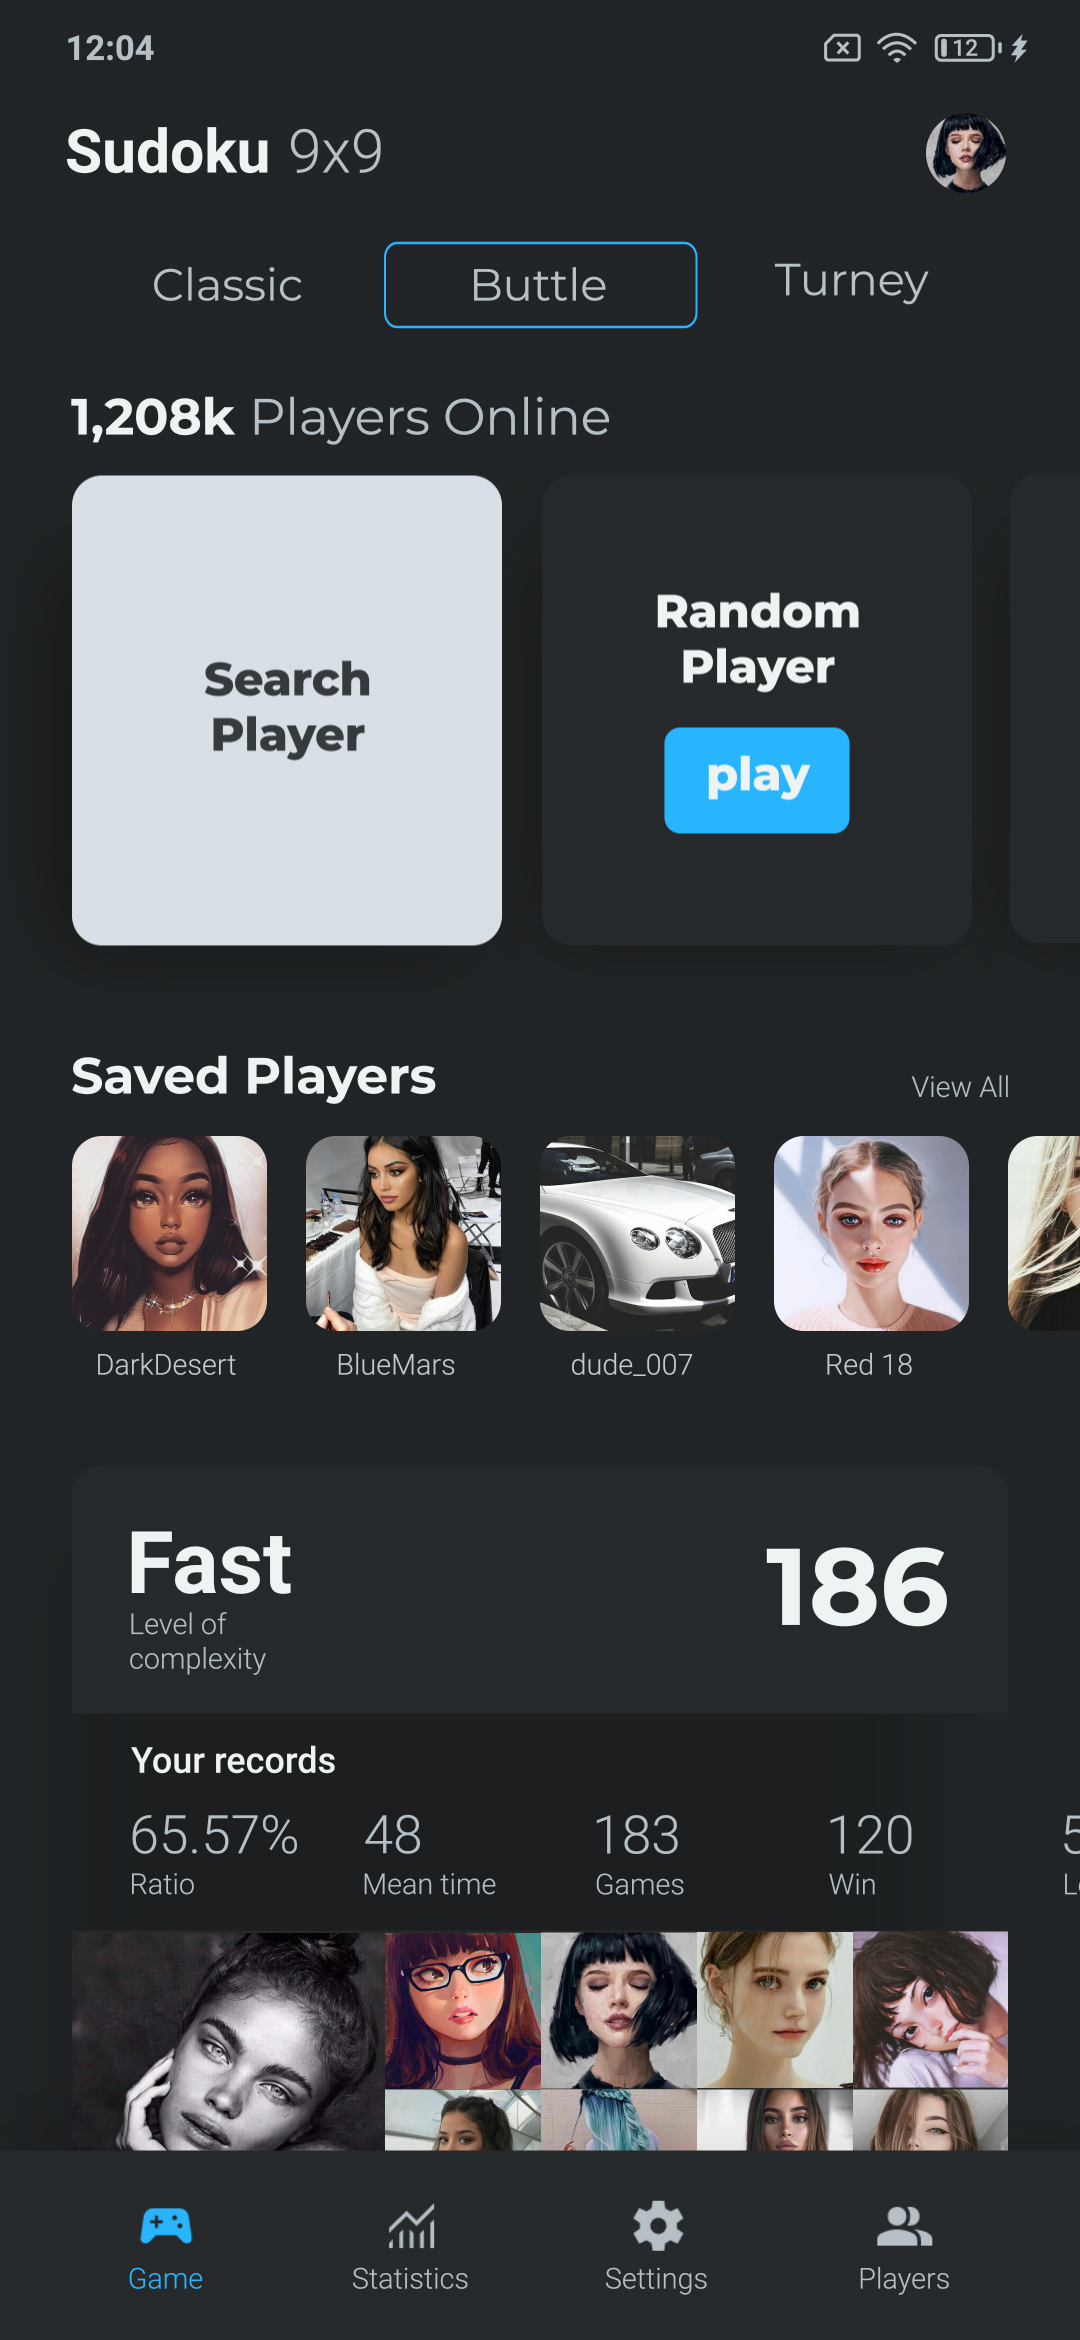 12:04
12
Sudoku 9x9
Classic
Buttle
Turney
1,208k Players Online
Search
Player
Random
Player
play
Saved Players
View All
DarkDesert
BlueMars
dude_007
Red 18
Fast
186
Level of
complexity
Your records
65.57%
48
183
120
5
Ratio
Mean time
Games
Win
Game
Statistics
Settings
Players